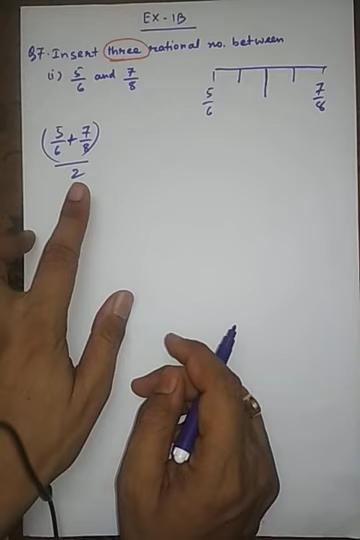 EX-1B
Q7. Insert three rational no. between
(i) 5/6 and 7/8
5/6 7/8
(5/6 + 7/8)/2